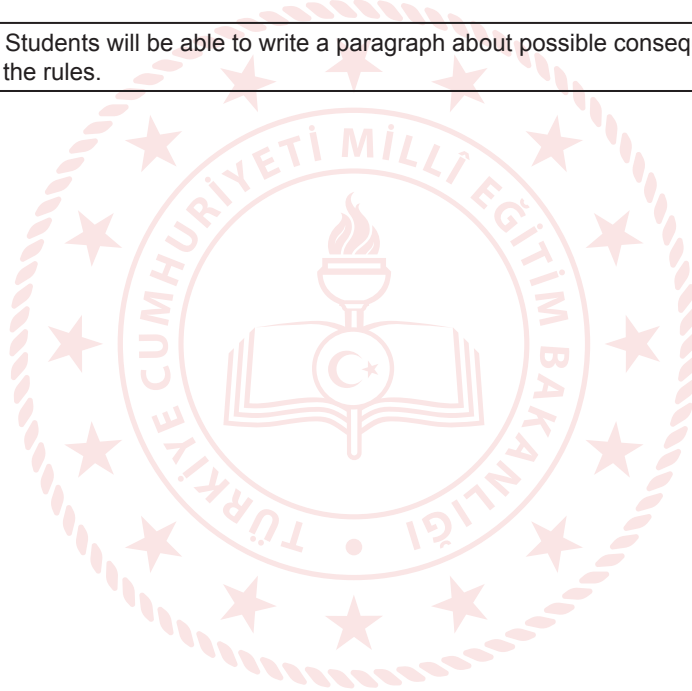 Students will be able to write a paragraph about possible conseq
the rules.
TÜRKİYE CUMHURİYETİ MİLLÎ EĞİTİM BAKANLIĞI